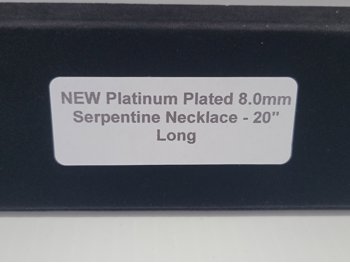 NEW Platinum Plated 8.0mm
Serpentine Necklace - 20"
Long